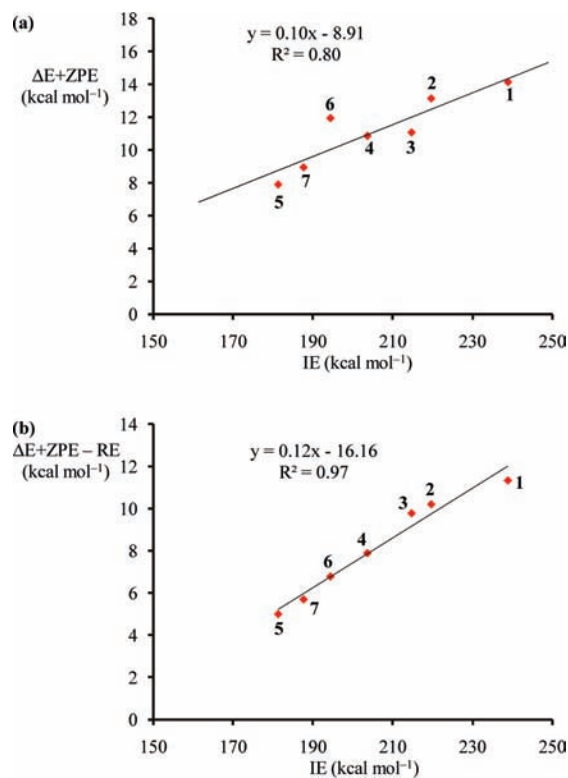 (a)
y = 0.10x - 8.91
R² = 0.80
ΔE+ZPE
(kcal mol⁻¹)
18
16
14
12
10
8
6
4
2
0
1
2
3
4
5
6
7
150 170 190 210 230 250
IE (kcal mol⁻¹)
(b)
ΔE+ZPE – RE
(kcal mol⁻¹)
y = 0.12x - 16.16
R² = 0.97
14
12
10
8
6
4
2
0
1
2
3
4
5
6
7
150 170 190 210 230 250
IE (kcal mol⁻¹)